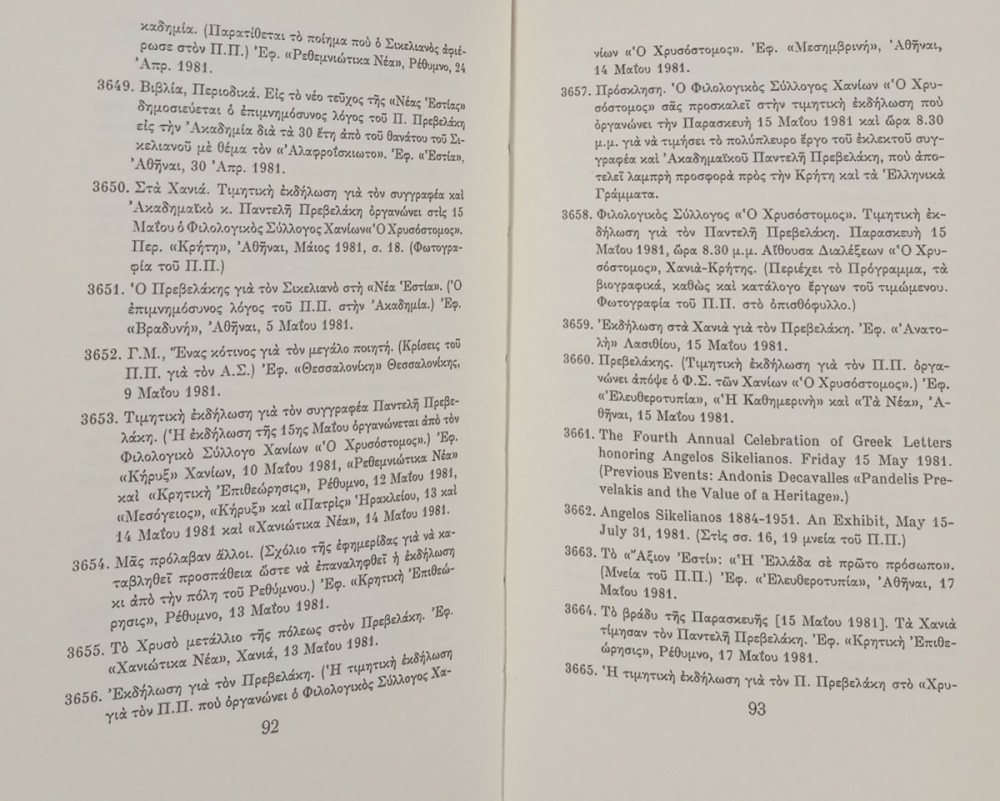 καδημία. (Παρατίθεται τὸ ποίημα ποὺ ὁ Σικελιανὸς ἀφιέ-
ρωσε στὸν Π.Π.) Ἐφ. «Ρεθεμνιώτικα Νέα», Ρέθυμνο, 24
Ἀπρ. 1981.
3649. Βιβλία, Περιοδικά. Εἰς τὸ νέο τεῦχος τῆς «Νέας Ἑστίας»
δημοσιεύεται ὁ ἐπιμνημόσυνος λόγος τοῦ Π. Πρεβελάκη
εἰς τὴν Ἀκαδημία διὰ τὰ 30 ἔτη ἀπὸ τοῦ θανάτου τοῦ Σι-
κελιανοῦ μὲ θέμα τὸν «Ἀλαφροΐσκιωτο». Ἐφ. «Ἑστία»,
Ἀθῆναι, 30 Ἀπρ. 1981.
3650. Στὰ Χανιά. Τιμητικὴ ἐκδήλωση γιὰ τὸν συγγραφέα καὶ
Ἀκαδημαϊκὸ κ. Παντελῆ Πρεβελάκη ὀργανώνει στὶς 15
Μαΐου ὁ Φιλολογικὸς Σύλλογος Χανίων «Ὁ Χρυσόστομος».
Περ. «Κρήτη», Ἀθῆναι, Μάιος 1981, σ. 18. (Φωτογρα-
φία τοῦ Π.Π.)
3651. Ὁ Πρεβελάκης γιὰ τὸν Σικελιανὸ στὴ «Νέα Ἑστία». (Ὁ
ἐπιμνημόσυνος λόγος τοῦ Π.Π. στὴν Ἀκαδημία.) Ἐφ.
«Βραδυνή», Ἀθῆναι, 5 Μαΐου 1981.
3652. Γ.Μ., Ἕνας κότινος γιὰ τὸν μεγάλο ποιητή. (Κρίσεις τοῦ
Π.Π. γιὰ τὸν Α.Σ.) Ἐφ. «Θεσσαλονίκη» Θεσσαλονίκης,
9 Μαΐου 1981.
3653. Τιμητικὴ ἐκδήλωση γιὰ τὸν συγγραφέα Παντελῆ Πρεβε-
λάκη. (Ἡ ἐκδήλωση τῆς 15ης Μαΐου ὀργανώνεται ἀπὸ τὸν
Φιλολογικὸ Σύλλογο Χανίων «Ὁ Χρυσόστομος».) Ἐφ.
«Κῆρυξ» Χανίων, 10 Μαΐου 1981, «Ρεθεμνιώτικα Νέα»
καὶ «Κρητικὴ Ἐπιθεώρησις», Ρέθυμνο, 12 Μαΐου 1981,
«Μεσόγειος», «Κῆρυξ» καὶ «Πατρὶς» Ἡρακλείου, 13 καὶ
14 Μαΐου 1981 καὶ «Χανιώτικα Νέα», 14 Μαΐου 1981.
3654. Μᾶς πρόλαβαν ἄλλοι. (Σχόλιο τῆς ἐφημερίδας γιὰ νὰ κα-
ταβληθεῖ προσπάθεια ὥστε νὰ ἐπαναληφθεῖ ἡ ἐκδήλωση
κι ἀπὸ τὴν πόλη τοῦ Ρεθύμνου.) Ἐφ. «Κρητικὴ Ἐπιθεώ-
ρησις», Ρέθυμνο, 13 Μαΐου 1981.
3655. Τὸ Χρυσὸ μετάλλιο τῆς πόλεως στὸν Πρεβελάκη. Ἐφ.
«Χανιώτικα Νέα», Χανιά, 13 Μαΐου 1981.
3656. Ἐκδήλωση γιὰ τὸν Πρεβελάκη. (Ἡ τιμητικὴ ἐκδήλωση
γιὰ τὸν Π.Π. ποὺ ὀργανώνει ὁ Φιλολογικὸς Σύλλογος Χα-
92
νίων «Ὁ Χρυσόστομος». Ἐφ. «Μεσημβρινή», Ἀθῆναι,
14 Μαΐου 1981.
3657. Πρόσκληση. Ὁ Φιλολογικὸς Σύλλογος Χανίων «Ὁ Χρυ-
σόστομος» σᾶς προσκαλεῖ στὴν τιμητικὴ ἐκδήλωση ποὺ
ὀργανώνει τὴν Παρασκευὴ 15 Μαΐου 1981 καὶ ὥρα 8.30
μ.μ. γιὰ νὰ τιμήσει τὸ πολύπλευρο ἔργο τοῦ ἐκλεκτοῦ συγ-
γραφέα καὶ Ἀκαδημαϊκοῦ Παντελῆ Πρεβελάκη, ποὺ ἀπο-
τελεῖ λαμπρὴ προσφορὰ πρὸς τὴν Κρήτη καὶ τὰ Ἑλληνικὰ
Γράμματα.
3658. Φιλολογικὸς Σύλλογος «Ὁ Χρυσόστομος». Τιμητικὴ ἐκ-
δήλωση γιὰ τὸν Παντελῆ Πρεβελάκη. Παρασκευὴ 15
Μαΐου 1981, ὥρα 8.30 μ.μ. Αἴθουσα Διαλέξεων «Ὁ Χρυ-
σόστομος», Χανιὰ-Κρήτης. (Περιέχει τὸ Πρόγραμμα, τὰ
βιογραφικά, καθὼς καὶ κατάλογο ἔργων τοῦ τιμώμενου.
Φωτογραφία τοῦ Π.Π. στὸ ὀπισθόφυλλο.)
3659. Ἐκδήλωση στὰ Χανιὰ γιὰ τὸν Πρεβελάκη. Ἐφ. «Ἀνατο-
λὴ» Λασιθίου, 15 Μαΐου 1981.
3660. Πρεβελάκης. (Τιμητικὴ ἐκδήλωση γιὰ τὸν Π.Π. ὀργα-
νώνει ἀπόψε ὁ Φ.Σ. τῶν Χανίων «Ὁ Χρυσόστομος».) Ἐφ.
«Ἐλευθεροτυπία», «Ἡ Καθημερινὴ» καὶ «Τὰ Νέα», Ἀ-
θῆναι, 15 Μαΐου 1981.
3661. The Fourth Annual Celebration of Greek Letters
honoring Angelos Sikelianos. Friday 15 May 1981.
(Previous Events: Andonis Decavalles «Pandelis Pre-
velakis and the Value of a Heritage».)
3662. Angelos Sikelianos 1884-1951. An Exhibit, May 15-
July 31, 1981. (Στὶς σσ. 16, 19 μνεία τοῦ Π.Π.)
3663. Τὸ «Ἄξιον Ἐστί»: «Ἡ Ἑλλάδα σὲ πρῶτο πρόσωπο».
(Μνεία τοῦ Π.Π.) Ἐφ. «Ἐλευθεροτυπία», Ἀθῆναι, 17
Μαΐου 1981.
3664. Τὸ βράδυ τῆς Παρασκευῆς [15 Μαΐου 1981]. Τὰ Χανιὰ
τίμησαν τὸν Παντελῆ Πρεβελάκη. Ἐφ. «Κρητικὴ Ἐπιθε-
ώρησις», Ρέθυμνο, 17 Μαΐου 1981.
3665. Ἡ τιμητικὴ ἐκδήλωση γιὰ τὸν Π. Πρεβελάκη στὸ «Χρυ-
93